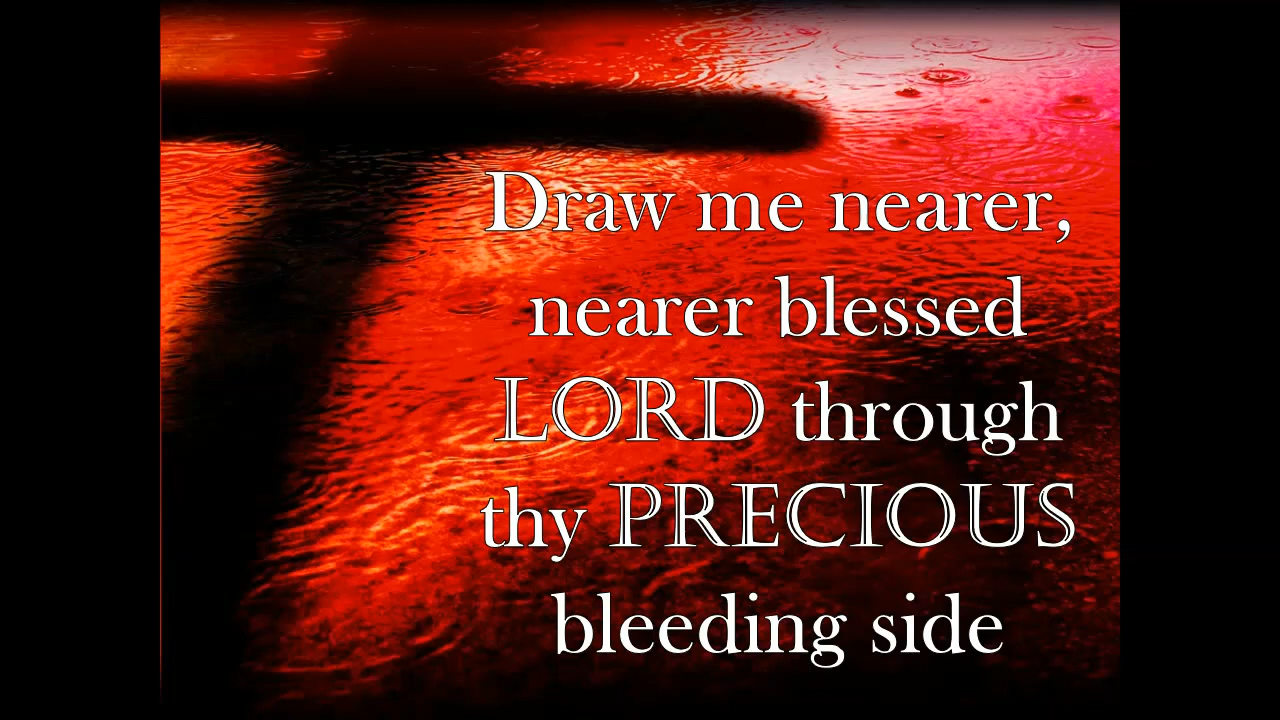 Draw me nearer,
nearer blessed
LORD through
thy PRECIOUS
bleeding side